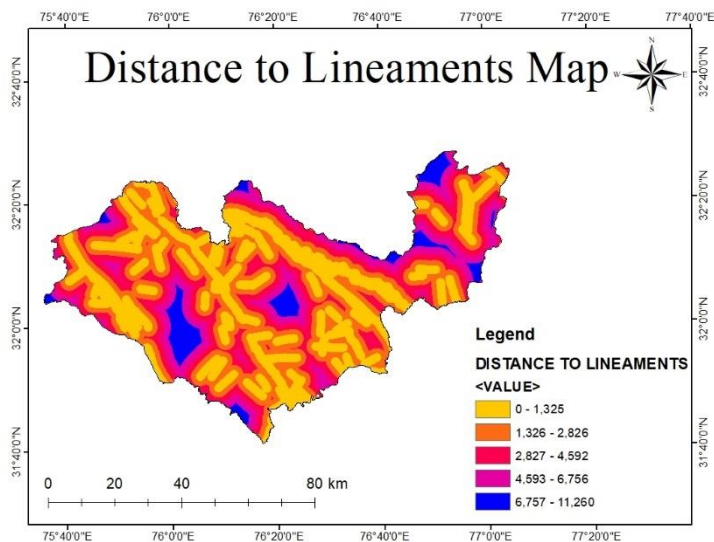 75°40'0"E 76°0'0"E 76°20'0"E 76°40'0"E 77°0'0"E 77°20'0"E 77°40'0"E
Distance to Lineaments Map
N
W E
S
32°40'0"N 32°40'0"N
32°20'0"N 32°20'0"N
32°0'0"N 32°0'0"N
31°40'0"N 31°40'0"N
Legend
DISTANCE TO LINEAMENTS
<VALUE>
0 - 1,325
1,326 - 2,826
2,827 - 4,592
4,593 - 6,756
6,757 - 11,260
0 20 40 80 km
75°40'0"E 76°0'0"E 76°20'0"E 76°40'0"E 77°0'0"E 77°20'0"E